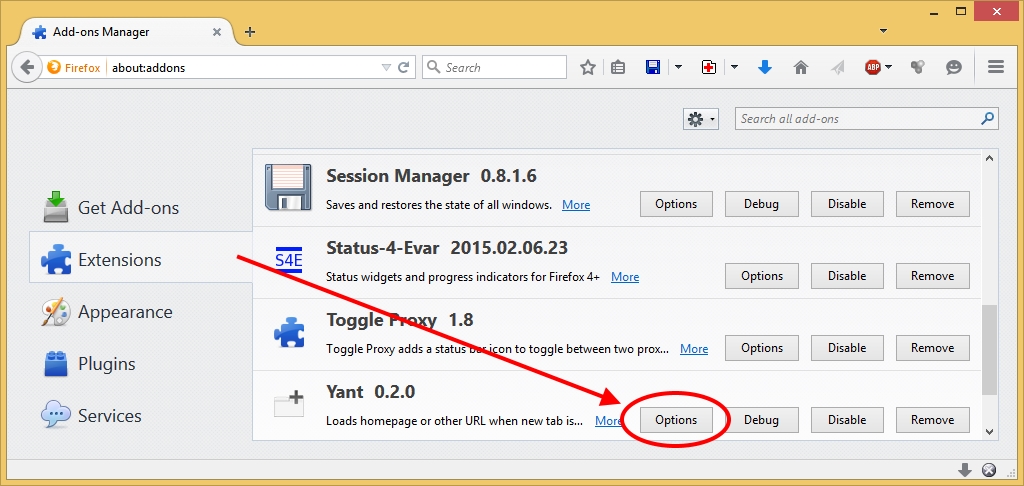 Add-ons Manager
Firefox about:addons Search ABP
Search all add-ons
Get Add-ons
Extensions
Appearance
Plugins
Services
Session Manager 0.8.1.6
Saves and restores the state of all windows. More Options Debug Disable Remove
S4E Status-4-Evar 2015.02.06.23
Status widgets and progress indicators for Firefox 4+ More Options Disable Remove
Toggle Proxy 1.8
Toggle Proxy adds a status bar icon to toggle between two prox... More Options Disable Remove
Yant 0.2.0
Loads homepage or other URL when new tab is... More Options Debug Disable Remove